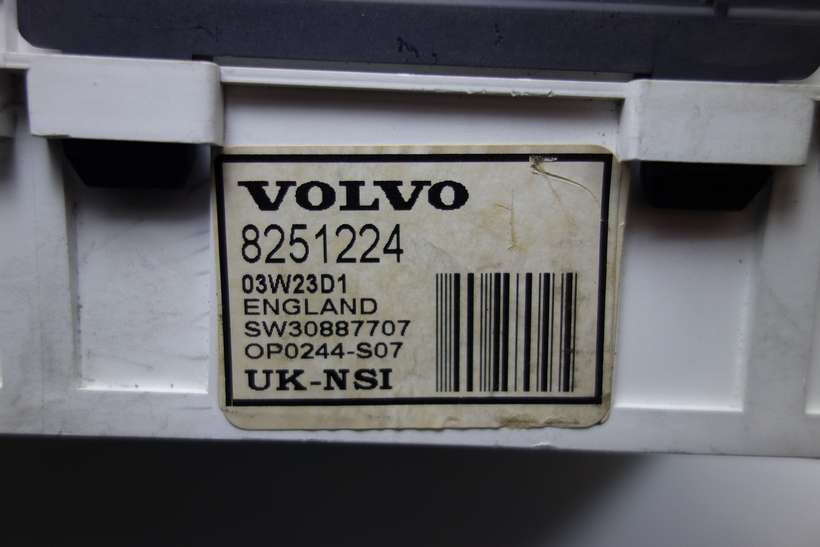 VOLVO
8251224
03W23D1
ENGLAND
SW30887707
OP0244-S07
UK-NSI